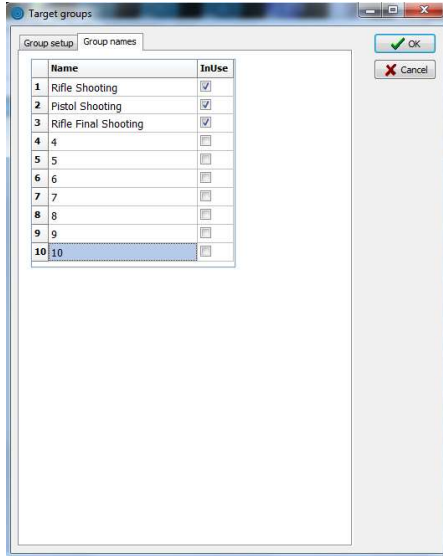 Target groups
Group setup Group names
OK
Cancel
Name InUse
1 Rifle Shooting
2 Pistol Shooting
3 Rifle Final Shooting
4 4
5 5
6 6
7 7
8 8
9 9
10 10